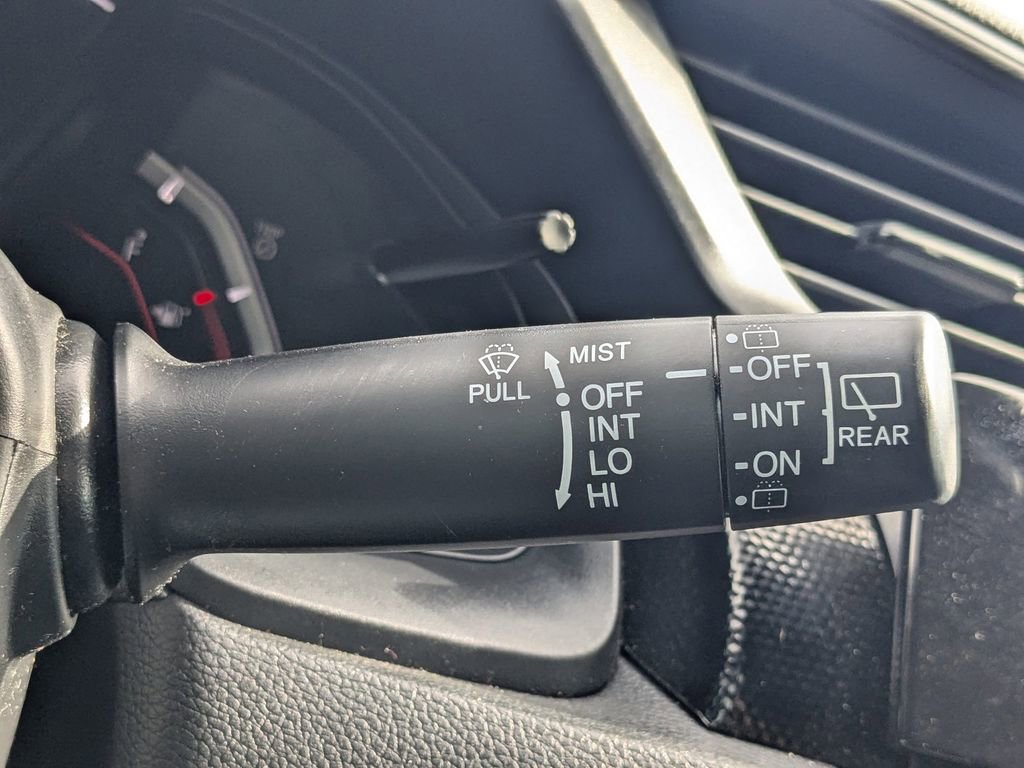 PULL
MIST
OFF
INT
LO
HI
OFF
INT
ON
REAR